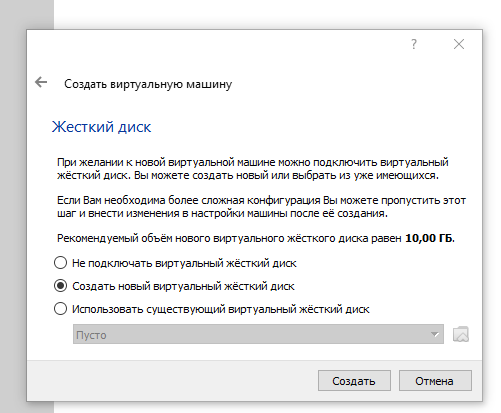 ?
Создать виртуальную машину
Жесткий диск
При желании к новой виртуальной машине можно подключить виртуальный
жёсткий диск. Вы можете создать новый или выбрать из уже имеющихся.
Если Вам необходима более сложная конфигурация Вы можете пропустить этот
шаг и внести изменения в настройки машины после её создания.
Рекомендуемый объём нового виртуального жёсткого диска равен 10,00 ГБ.
Не подключать виртуальный жёсткий диск
Создать новый виртуальный жёсткий диск
Использовать существующий виртуальный жёсткий диск
Пусто
Создать Отмена